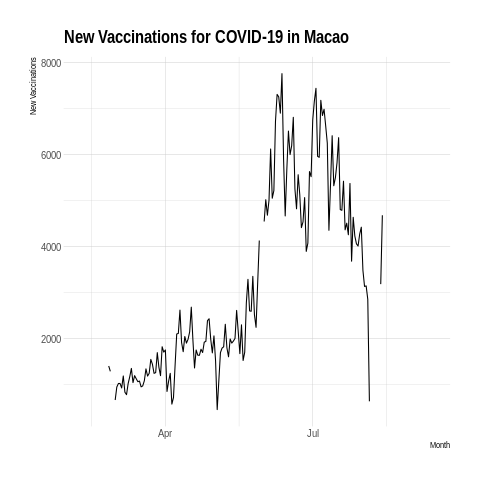 New Vaccinations for COVID-19 in Macao
New Vaccinations
8000
6000
4000
2000
Apr
Jul
Month